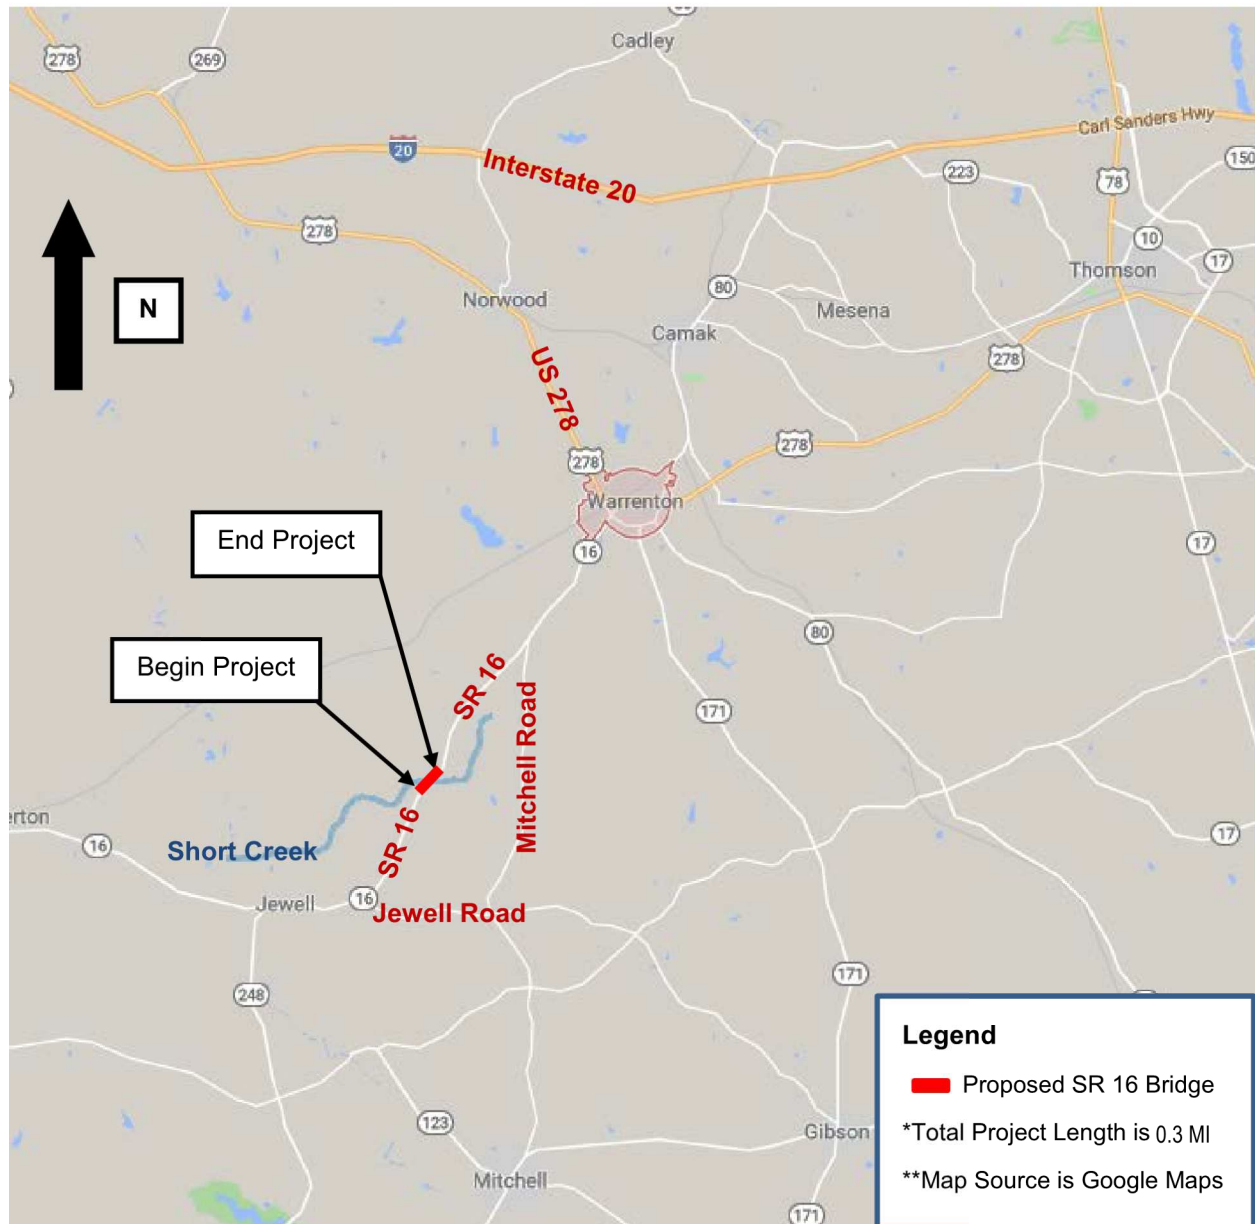 Cadley
278
269
Carl Sanders Hwy
20
Interstate 20
223
150
78
278
10
Thomson
17
N
Norwood
80
Mesena
Camak
278
US 278
278
278
Warrenton
End Project
16
17
Begin Project
80
SR 16
Mitchell Road
171
erton
16
Short Creek
SR 16
17
16
Jewell
Jewell Road
248
171
Legend
Proposed SR 16 Bridge
123
Gibson
*Total Project Length is 0.3 MI
Mitchell
**Map Source is Google Maps
171